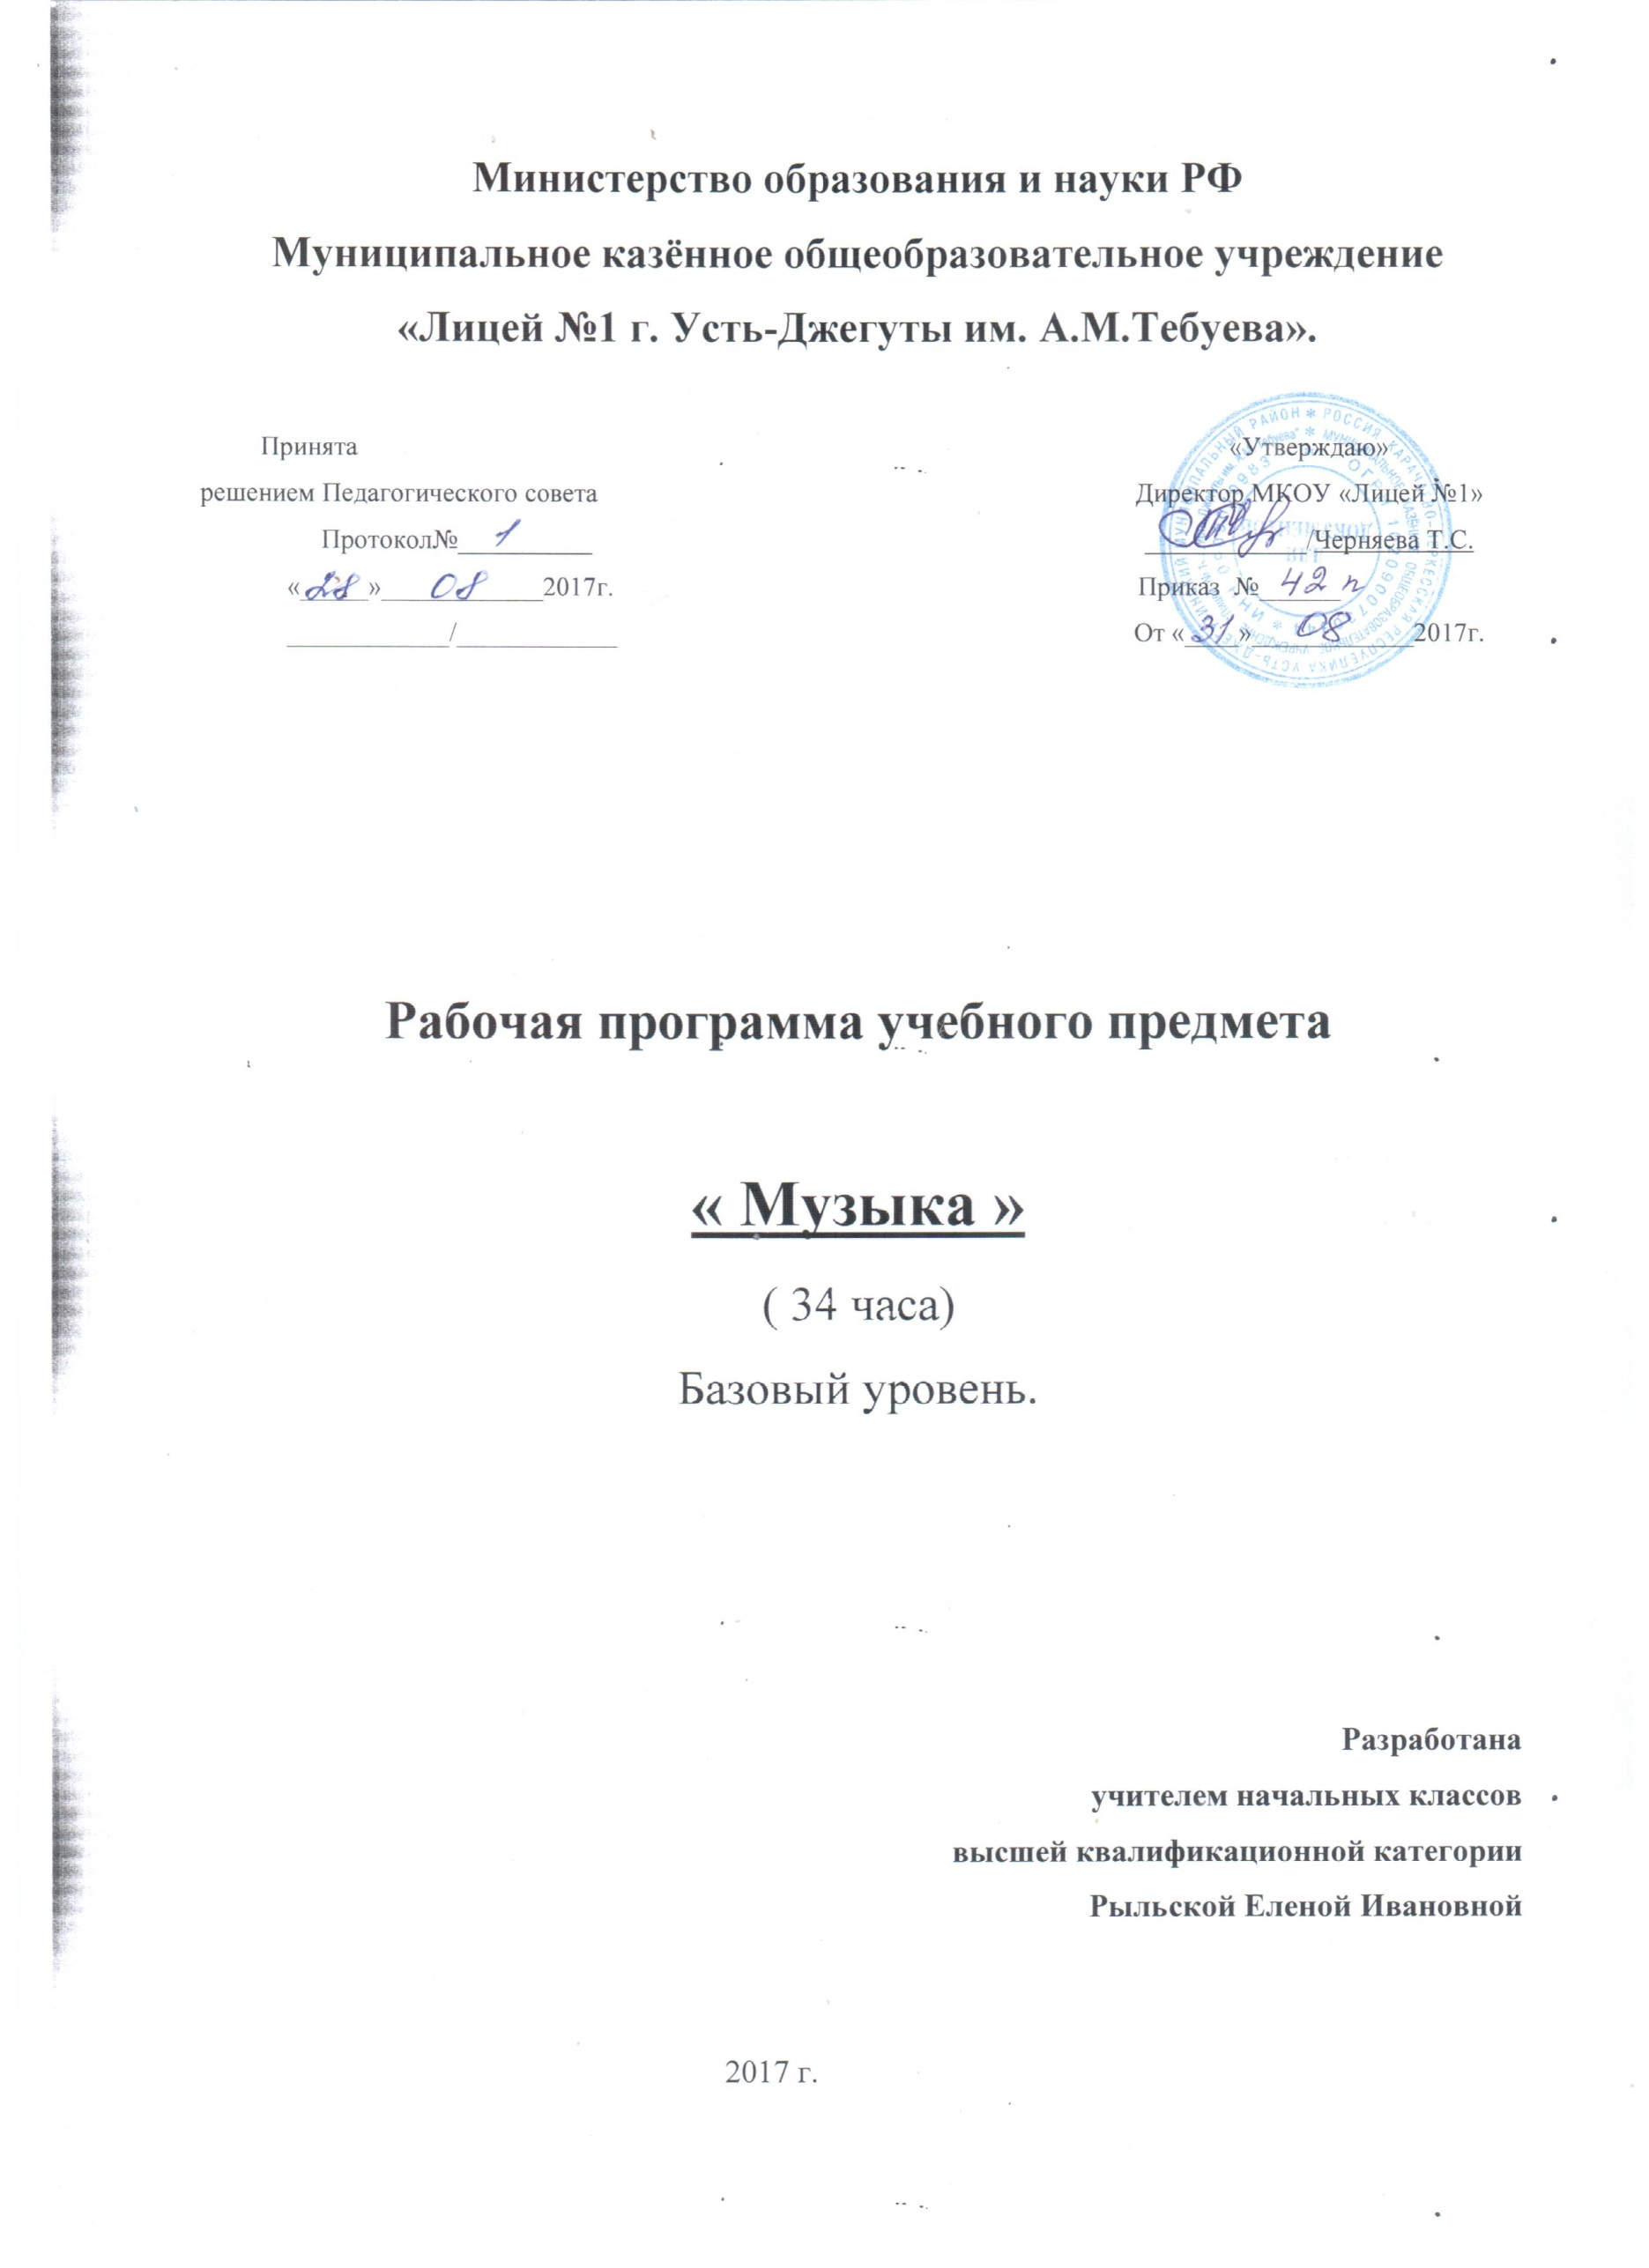 Министерство образования и науки РФ
Муниципальное казённое общеобразовательное учреждение
«Лицей №1 г. Усть-Джегуты им. А.М.Тебуева».
Принята
решением Педагогического совета
Протокол№ 1
«28» 08 2017г.
/
«Утверждаю»
Директор МКОУ «Лицей №1»
/Черняева Т.С.
Приказ № 42 п
От «31» 08 2017г.
Рабочая программа учебного предмета
« Музыка »
( 34 часа)
Базовый уровень.
Разработана
учителем начальных классов
высшей квалификационной категории
Рыльской Еленой Ивановной
2017 г.